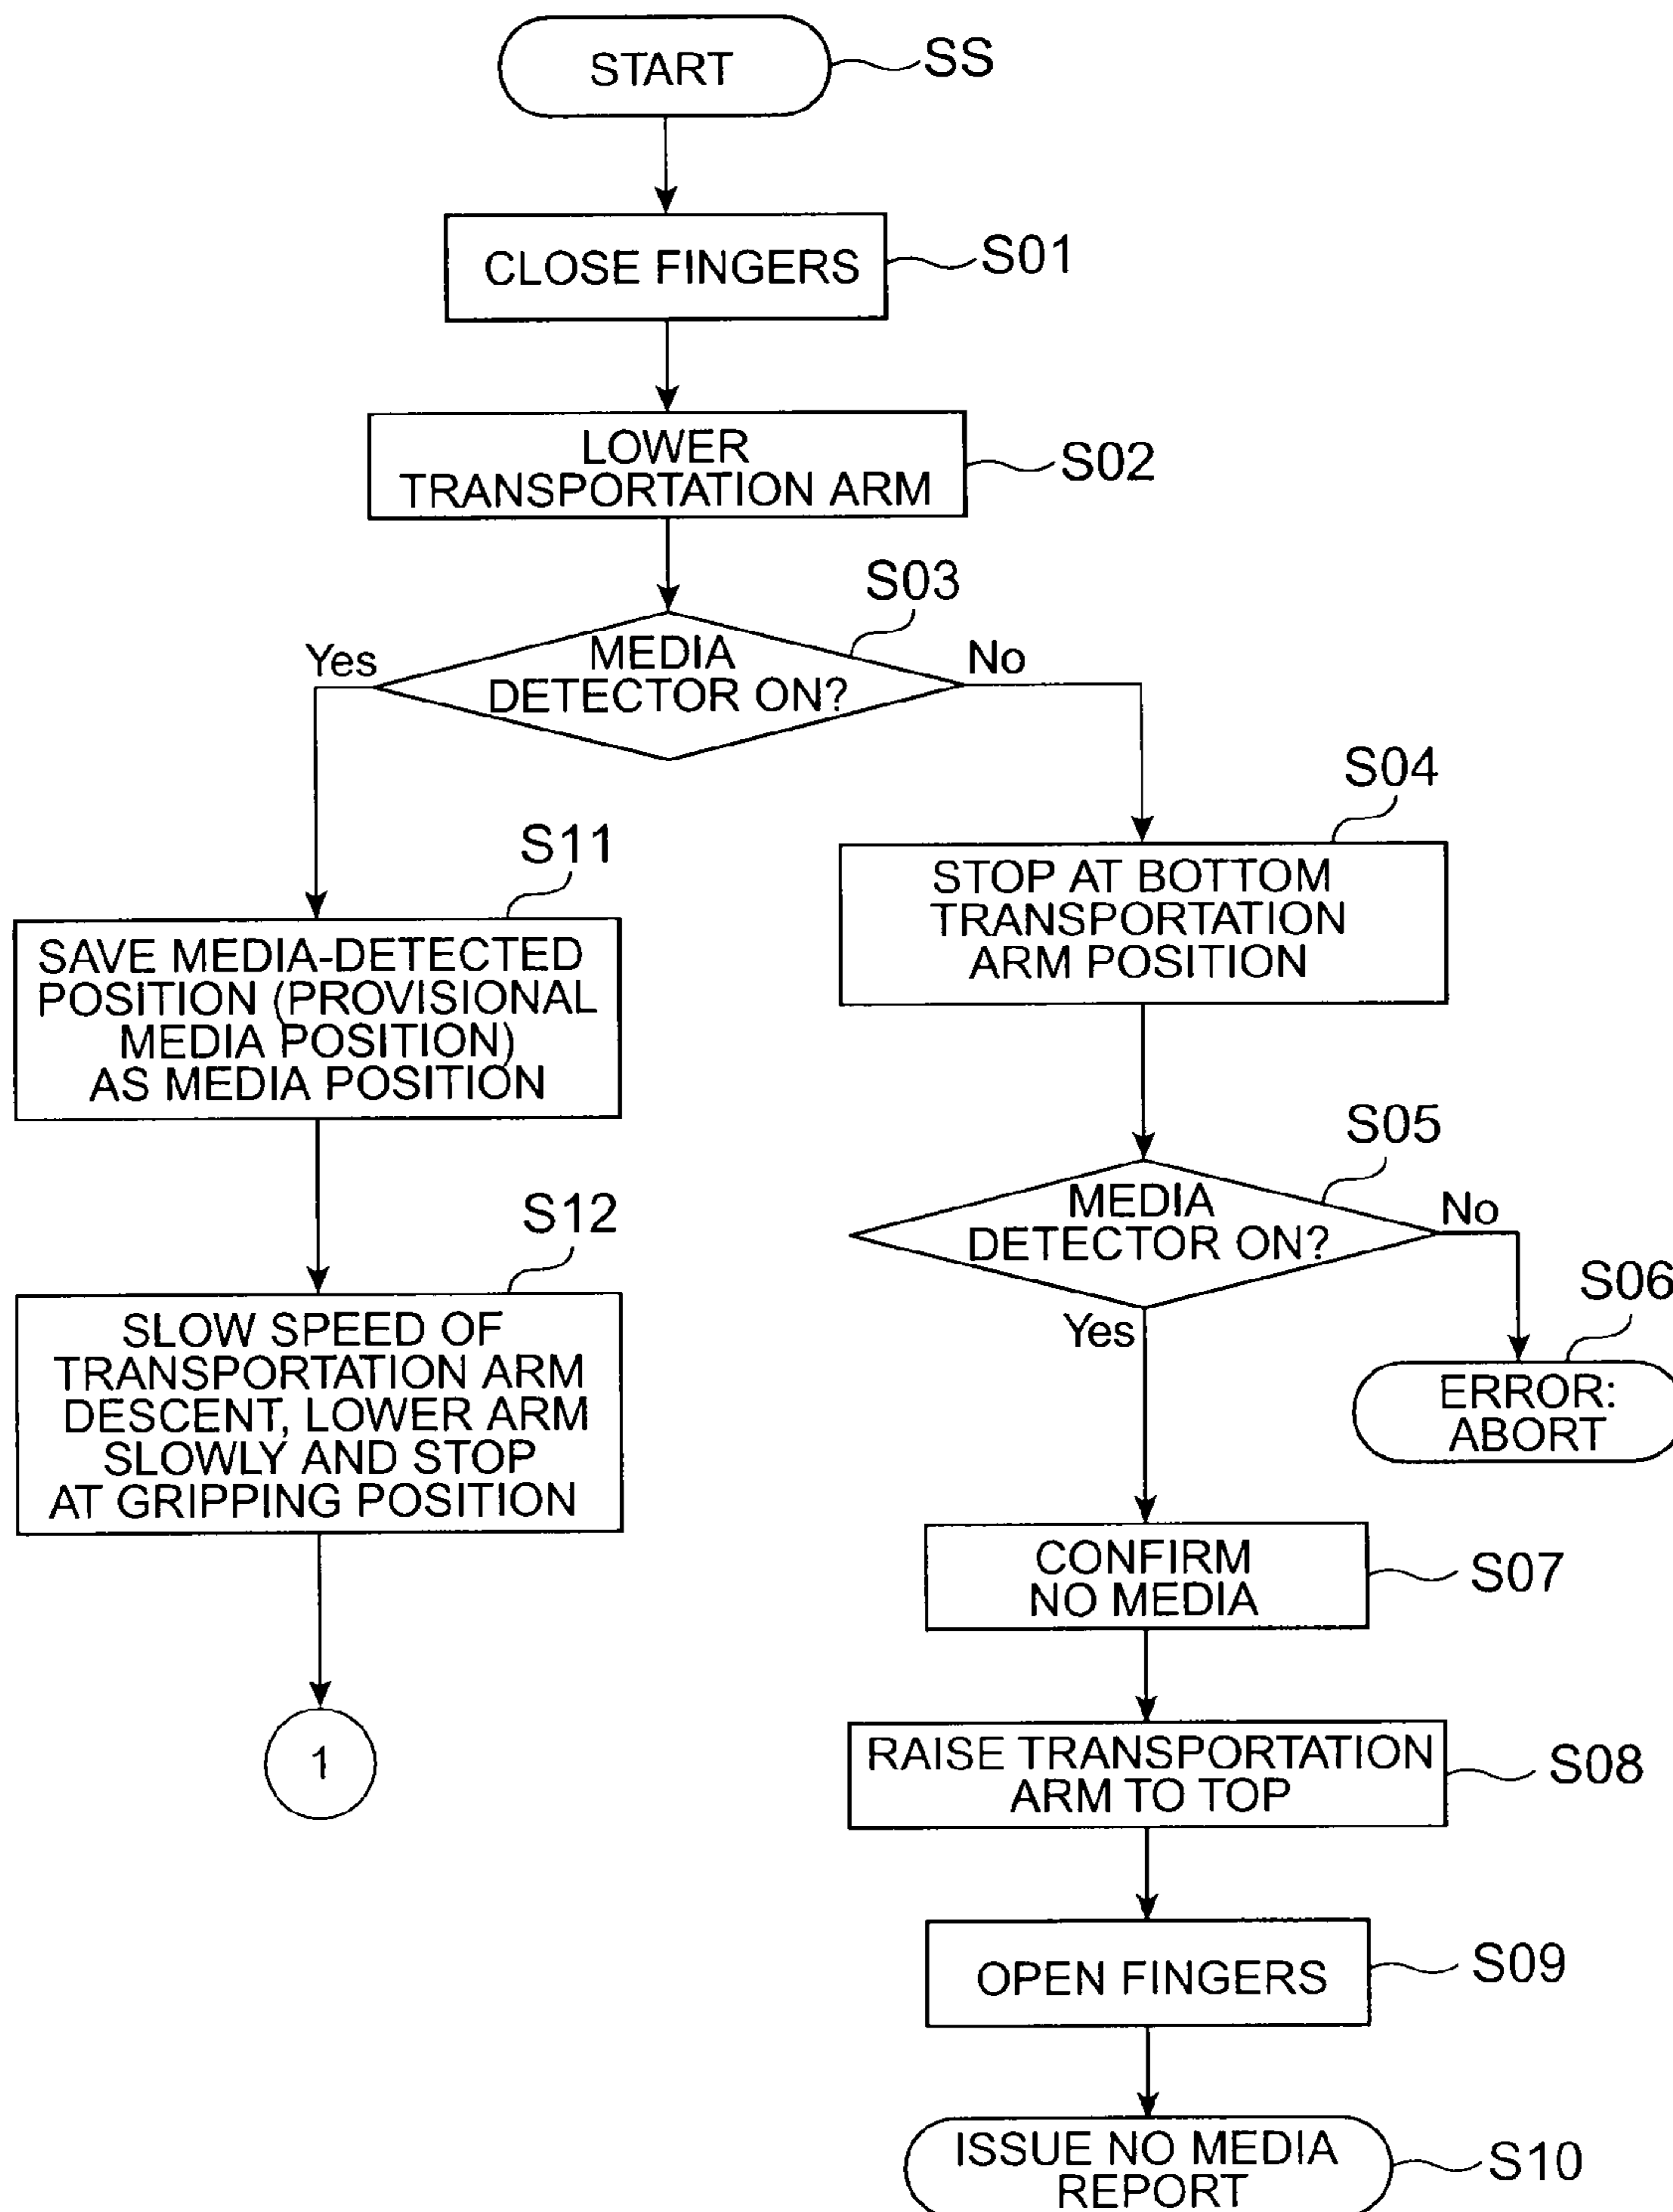 START
SS
CLOSE FINGERS
S01
LOWER
TRANSPORTATION ARM
S02
S03
Yes
MEDIA
DETECTOR ON?
No
S04
STOP AT BOTTOM
TRANSPORTATION
ARM POSITION
S11
SAVE MEDIA-DETECTED
POSITION (PROVISIONAL
MEDIA POSITION)
AS MEDIA POSITION
S05
MEDIA
DETECTOR ON?
No
Yes
S06
ERROR:
ABORT
S12
SLOW SPEED OF
TRANSPORTATION ARM
DESCENT, LOWER ARM
SLOWLY AND STOP
AT GRIPPING POSITION
1
CONFIRM
NO MEDIA
S07
RAISE TRANSPORTATION
ARM TO TOP
S08
OPEN FINGERS
S09
ISSUE NO MEDIA
REPORT
S10